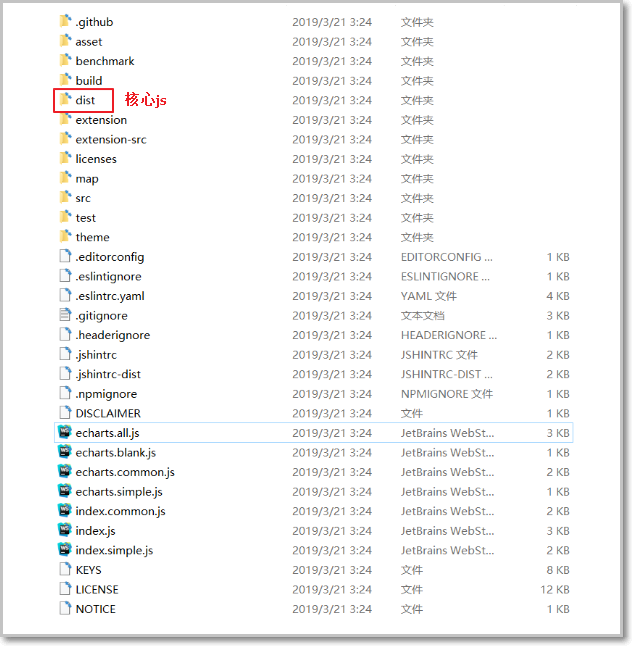 .github 2019/3/21 3:24 文件夹
asset 2019/3/21 3:24 文件夹
benchmark 2019/3/21 3:24 文件夹
build 2019/3/21 3:24 文件夹
dist 核心js 2019/3/21 3:24 文件夹
extension 2019/3/21 3:24 文件夹
extension-src 2019/3/21 3:24 文件夹
licenses 2019/3/21 3:24 文件夹
map 2019/3/21 3:24 文件夹
src 2019/3/21 3:24 文件夹
test 2019/3/21 3:24 文件夹
theme 2019/3/21 3:24 文件夹
.editorconfig 2019/3/21 3:24 EDITORCONFIG ... 1 KB
.eslintignore 2019/3/21 3:24 ESLINTIGNORE ... 1 KB
.eslintrc.yaml 2019/3/21 3:24 YAML 文件 4 KB
.gitignore 2019/3/21 3:24 文本文档 3 KB
.headerignore 2019/3/21 3:24 HEADERIGNORE ... 1 KB
.jshintrc 2019/3/21 3:24 JSHINTRC 文件 2 KB
.jshintrc-dist 2019/3/21 3:24 JSHINTRC-DIST ... 2 KB
.npmignore 2019/3/21 3:24 NPMIGNORE 文件 1 KB
DISCLAIMER 2019/3/21 3:24 文件 1 KB
echarts.all.js 2019/3/21 3:24 JetBrains WebSt... 3 KB
echarts.blank.js 2019/3/21 3:24 JetBrains WebSt... 1 KB
echarts.common.js 2019/3/21 3:24 JetBrains WebSt... 2 KB
echarts.simple.js 2019/3/21 3:24 JetBrains WebSt... 1 KB
index.common.js 2019/3/21 3:24 JetBrains WebSt... 2 KB
index.js 2019/3/21 3:24 JetBrains WebSt... 3 KB
index.simple.js 2019/3/21 3:24 JetBrains WebSt... 2 KB
KEYS 2019/3/21 3:24 文件 8 KB
LICENSE 2019/3/21 3:24 文件 12 KB
NOTICE 2019/3/21 3:24 文件 1 KB